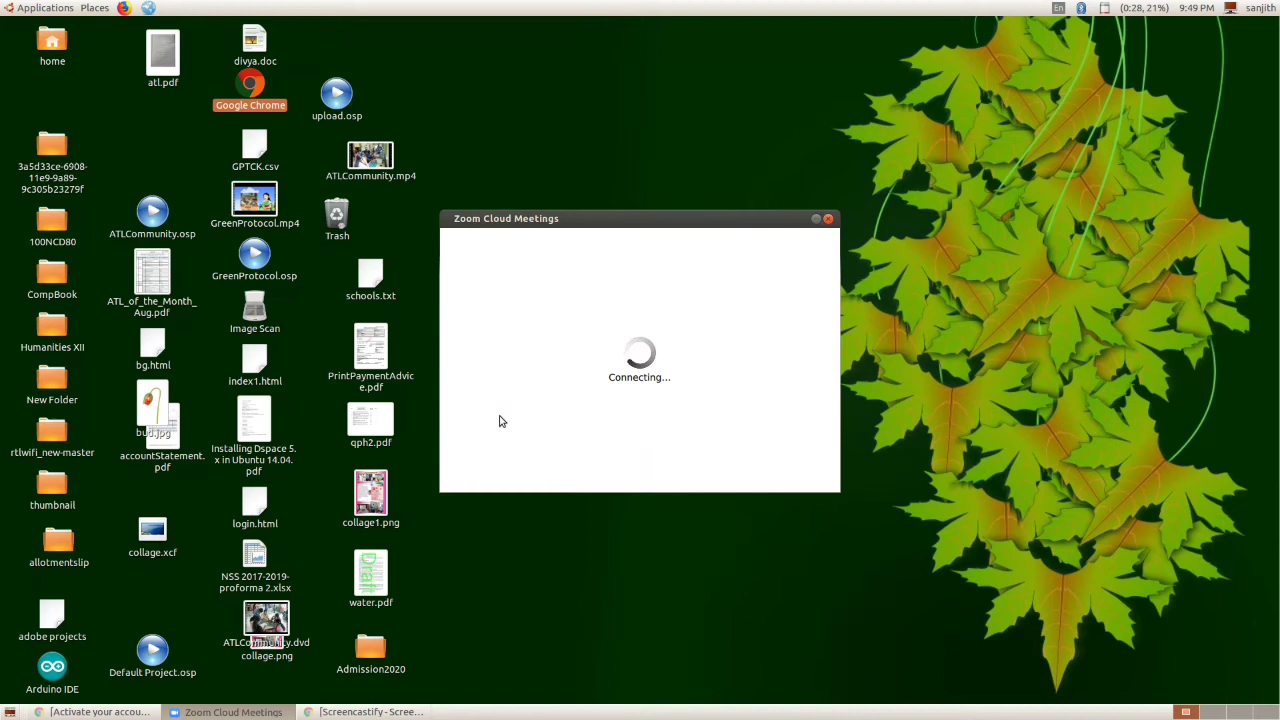 Applications Places
En (0:28, 21%) 9:49 PM sanjith
home
3a5d33ce-6908-
11e9-9a89-
9c305b23279f
100NCD80
CompBook
Humanities XII
New Folder
rtlwifi_new-master
thumbnail
allotmentslip
adobe projects
Arduino IDE
atl.pdf
ATLCommunity.osp
ATL_of_the_Month_
Aug.pdf
bg.html
bud.jpg
accountStatement.
pdf
collage.xcf
Default Project.osp
divya.doc
Google Chrome
GPTCK.csv
GreenProtocol.mp4
GreenProtocol.osp
Image Scan
index1.html
Installing Dspace 5.
x in Ubuntu 14.04.
pdf
login.html
NSS 2017-2019-
proforma 2.xlsx
ATLCommunity.dvd
collage.png
upload.osp
ATLCommunity.mp4
Trash
schools.txt
PrintPaymentAdvic
e.pdf
qph2.pdf
collage1.png
water.pdf
Admission2020
Zoom Cloud Meetings
Connecting...
[Activate your accou...
Zoom Cloud Meetings
[Screencastify - Scree...